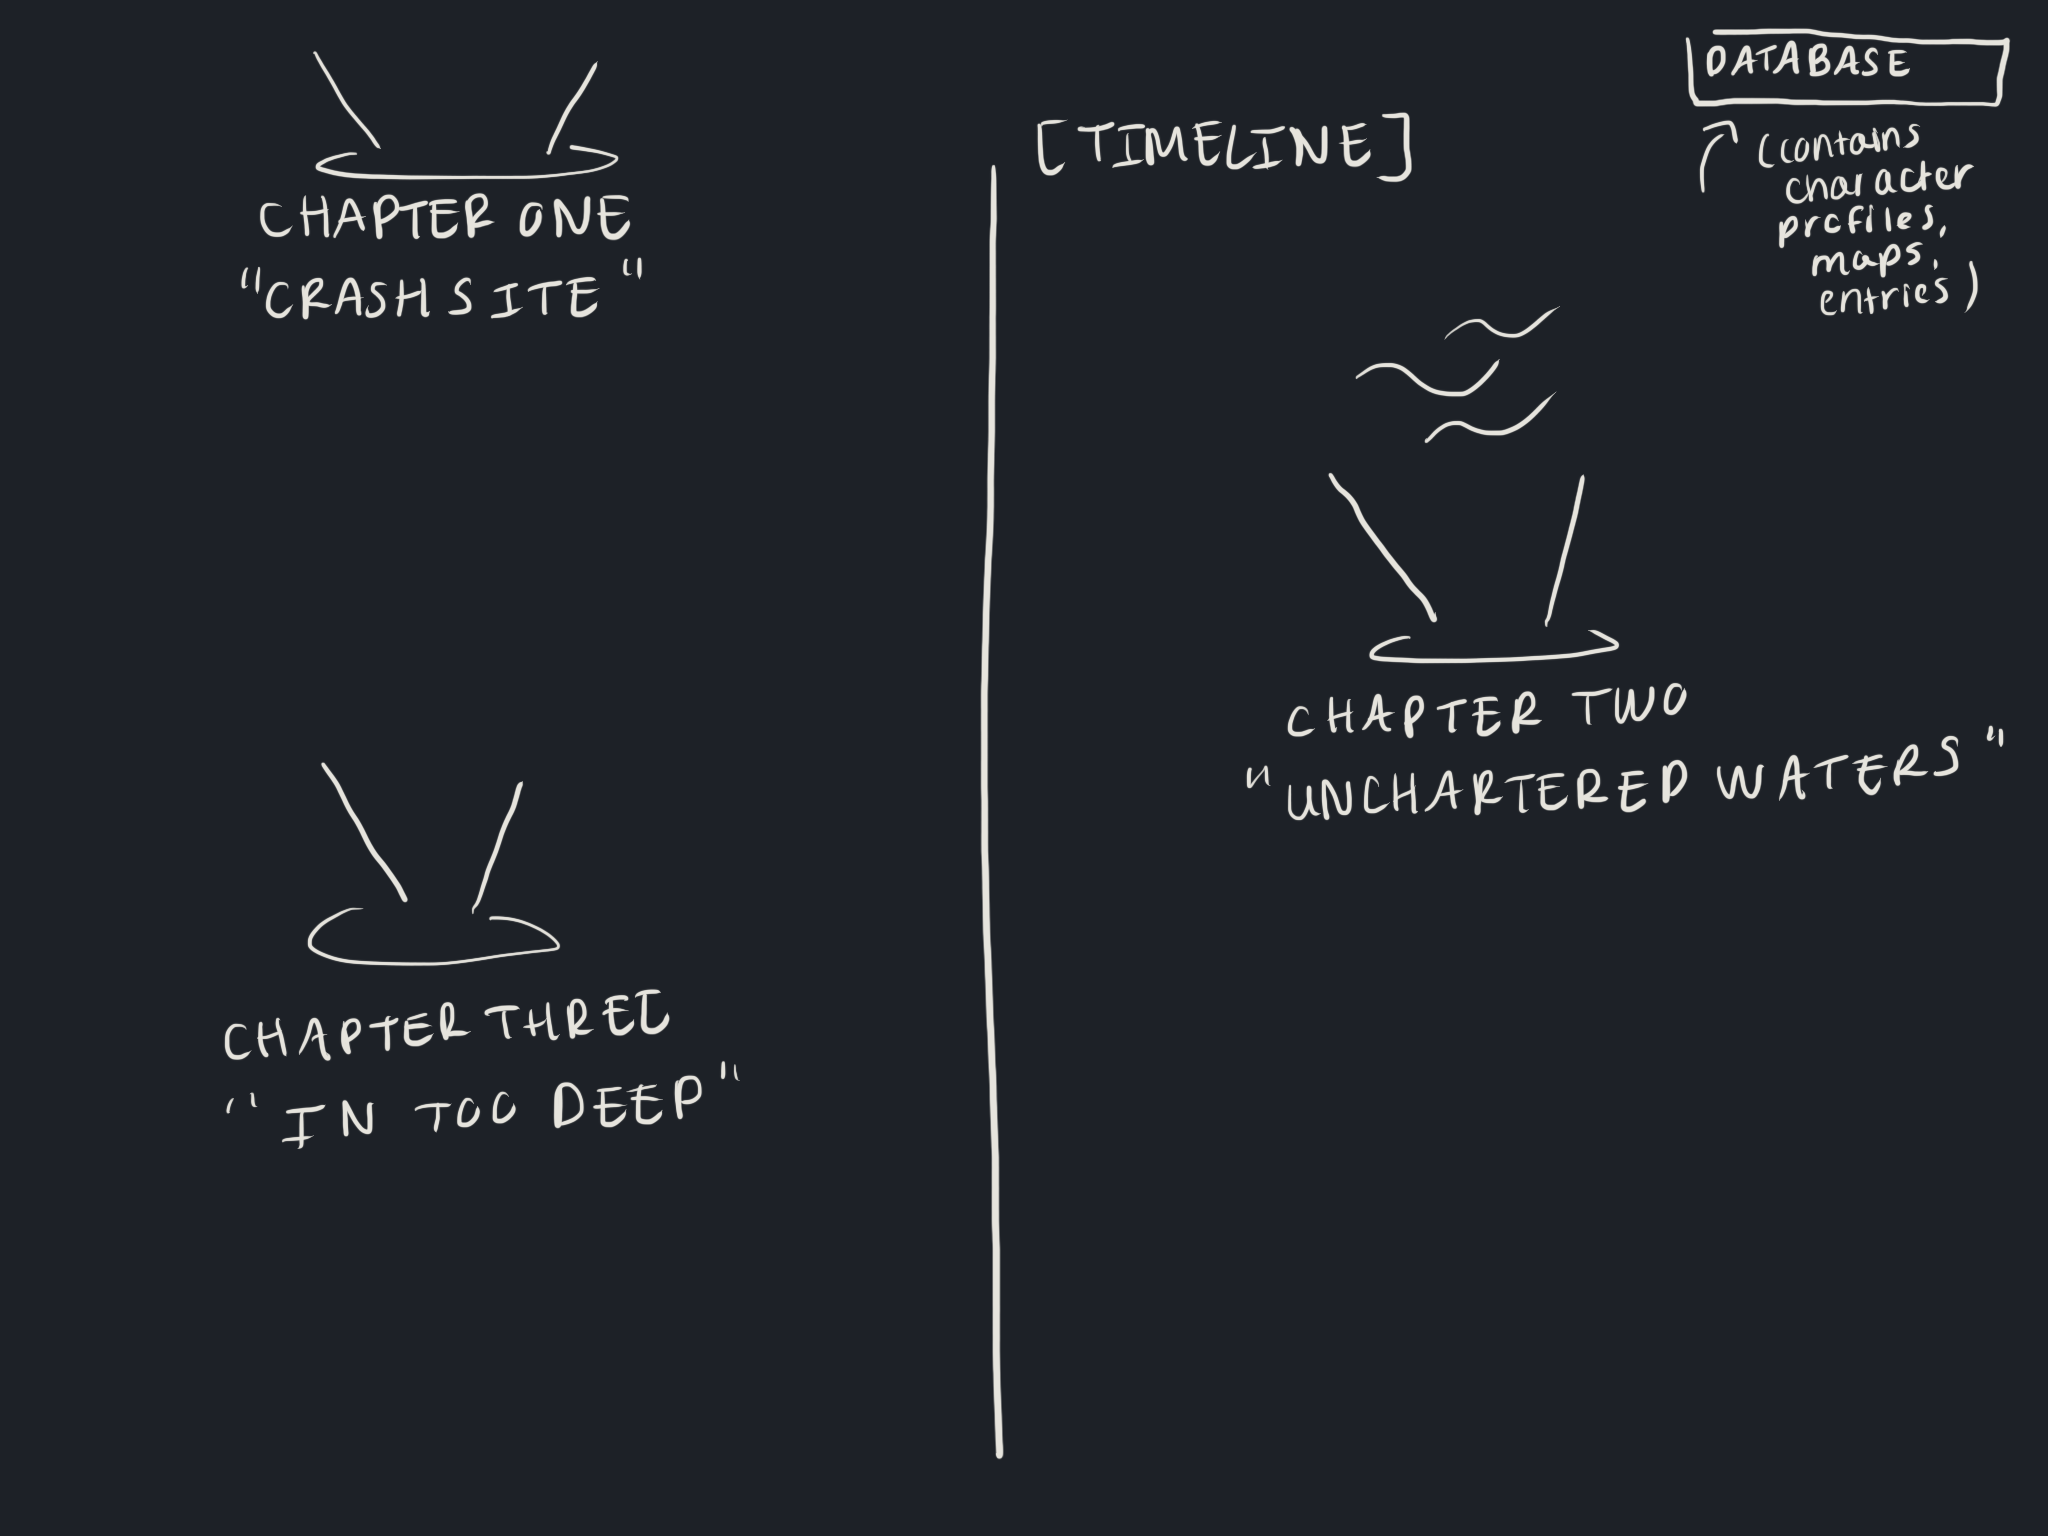 DATABASE
(contains
character
profiles,
maps,
entries)
[TIMELINE]
CHAPTER ONE
"CRASH SITE"
CHAPTER TWO
"UNCHARTERED WATERS"
CHAPTER THREE
"IN TOO DEEP"